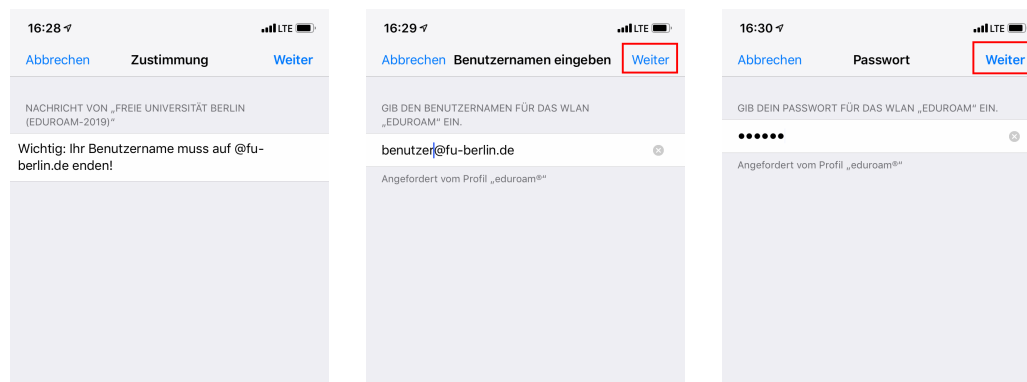 16:28 LTE
Abbrechen Zustimmung Weiter
NACHRICHT VON „FREIE UNIVERSITÄT BERLIN
(EDUROAM-2019)“
Wichtig: Ihr Benutzername muss auf @fu-
berlin.de enden!
16:29 LTE
Abbrechen Benutzernamen eingeben Weiter
GIB DEN BENUTZERNAMEN FÜR DAS WLAN
„EDUROAM“ EIN.
benutzer@fu-berlin.de
Angefordert vom Profil „eduroam®“
16:30 LTE
Abbrechen Passwort Weiter
GIB DEIN PASSWORT FÜR DAS WLAN „EDUROAM“ EIN.
••••••
Angefordert vom Profil „eduroam®“